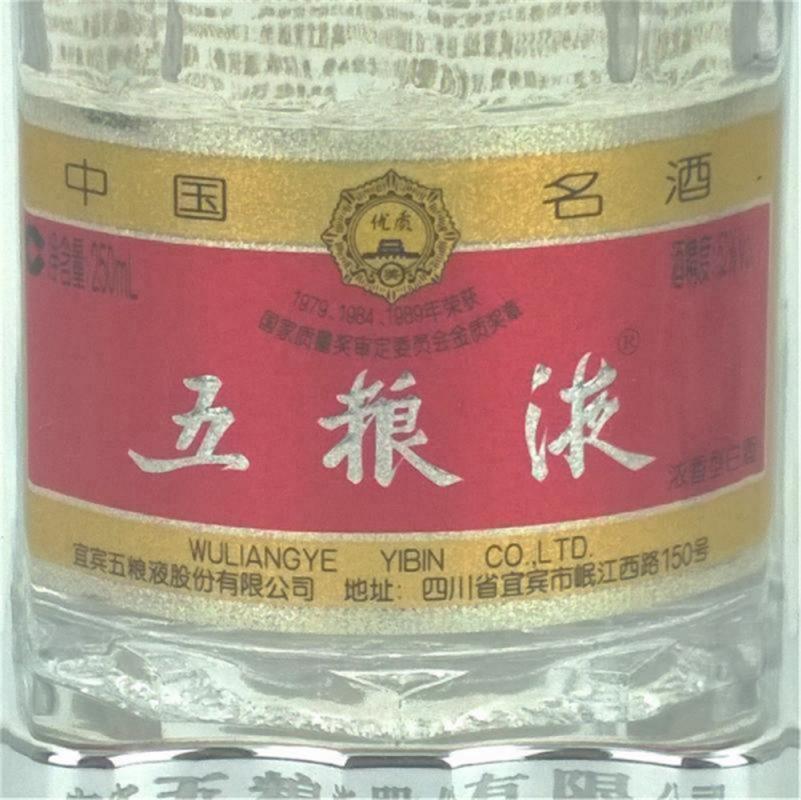 中国名酒
优质
净含量:250mL
酒精度:52%vol
1979、1984、1989年荣获
国家质量奖审定委员会金质奖章
五粮液®
浓香型白酒
WULIANGYE YIBIN CO.,LTD.
宜宾五粮液股份有限公司 地址:四川省宜宾市岷江西路150号